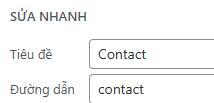 SỬA NHANH
Tiêu đề Contact
Đường dẫn contact